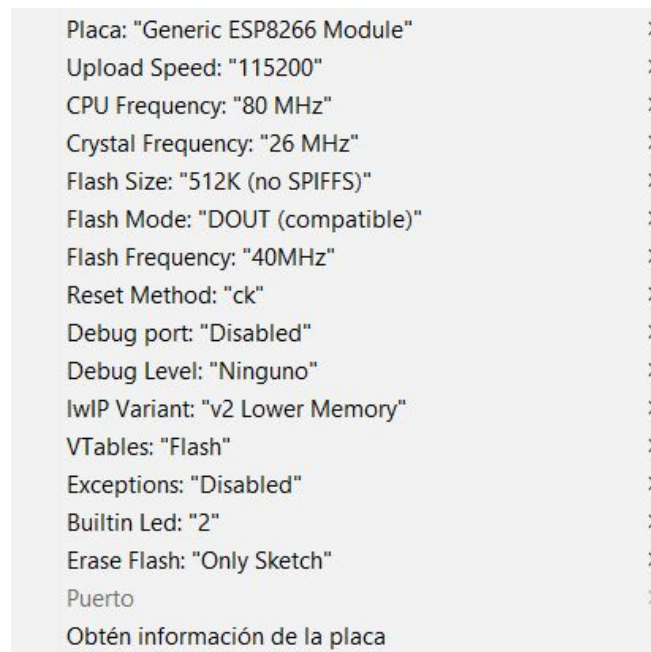 Placa: "Generic ESP8266 Module"
Upload Speed: "115200"
CPU Frequency: "80 MHz"
Crystal Frequency: "26 MHz"
Flash Size: "512K (no SPIFFS)"
Flash Mode: "DOUT (compatible)"
Flash Frequency: "40MHz"
Reset Method: "ck"
Debug port: "Disabled"
Debug Level: "Ninguno"
lwIP Variant: "v2 Lower Memory"
VTables: "Flash"
Exceptions: "Disabled"
Builtin Led: "2"
Erase Flash: "Only Sketch"
Puerto
Obtén información de la placa